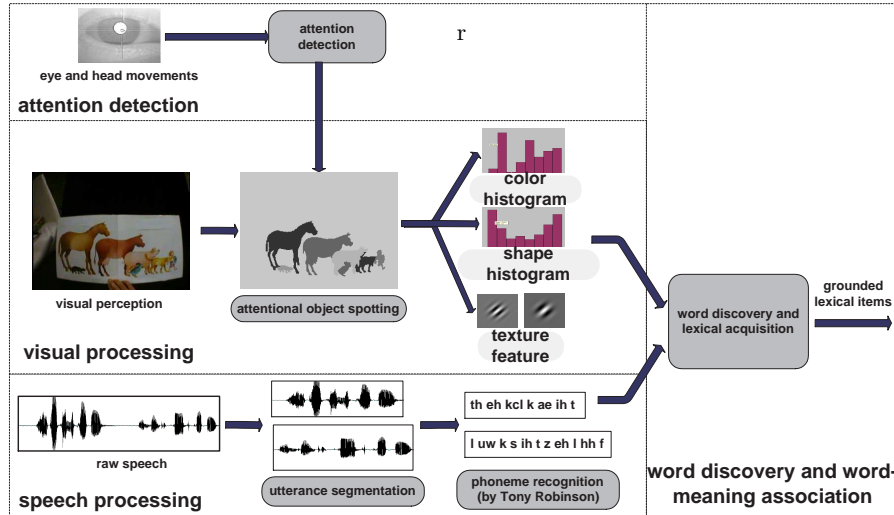 attention
detection
r
eye and head movements
attention detection
color
histogram
shape
histogram
visual perception
attentional object spotting
texture
feature
visual processing
word discovery and
lexical acquisition
grounded
lexical items
th eh kcl k ae ih t
l uw k s ih t z eh l hh f
raw speech
utterance segmentation
phoneme recognition
(by Tony Robinson)
speech processing
word discovery and word-
meaning association